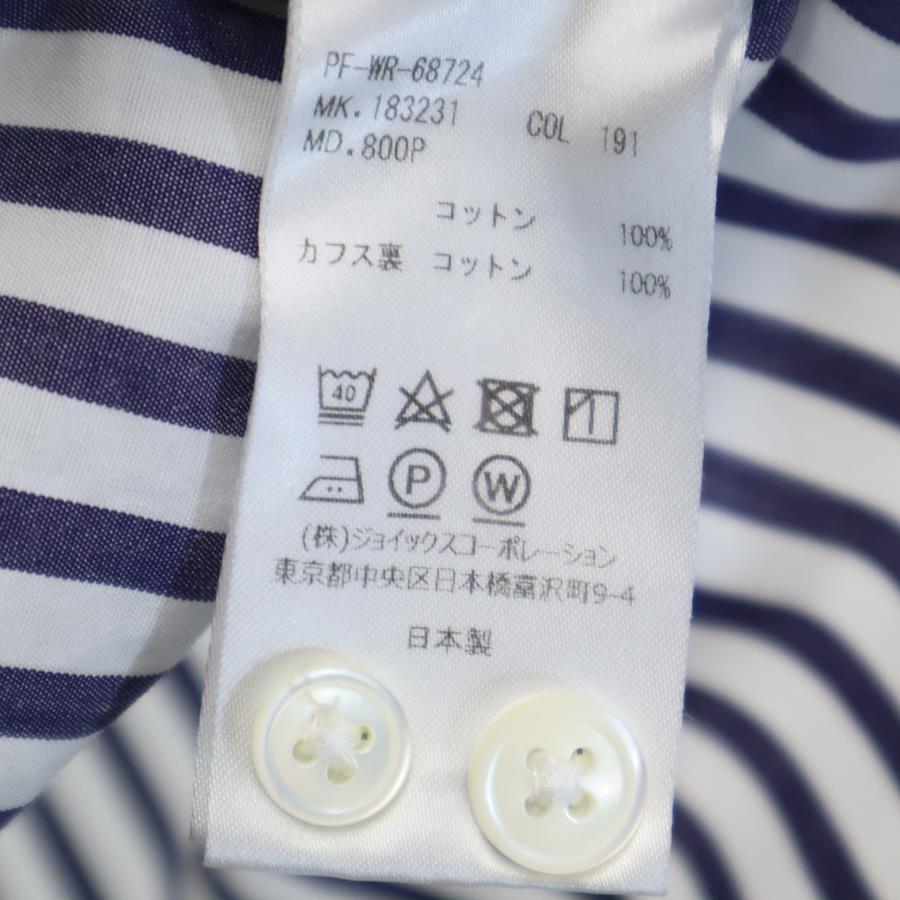 PF-WR-68724
MK.183231 COL 191
MD.800P
コットン 100%
カフス裏 コットン 100%
40
P W
(株)ジョイックスコーポレーション
東京都中央区日本橋富沢町9-4
日本製